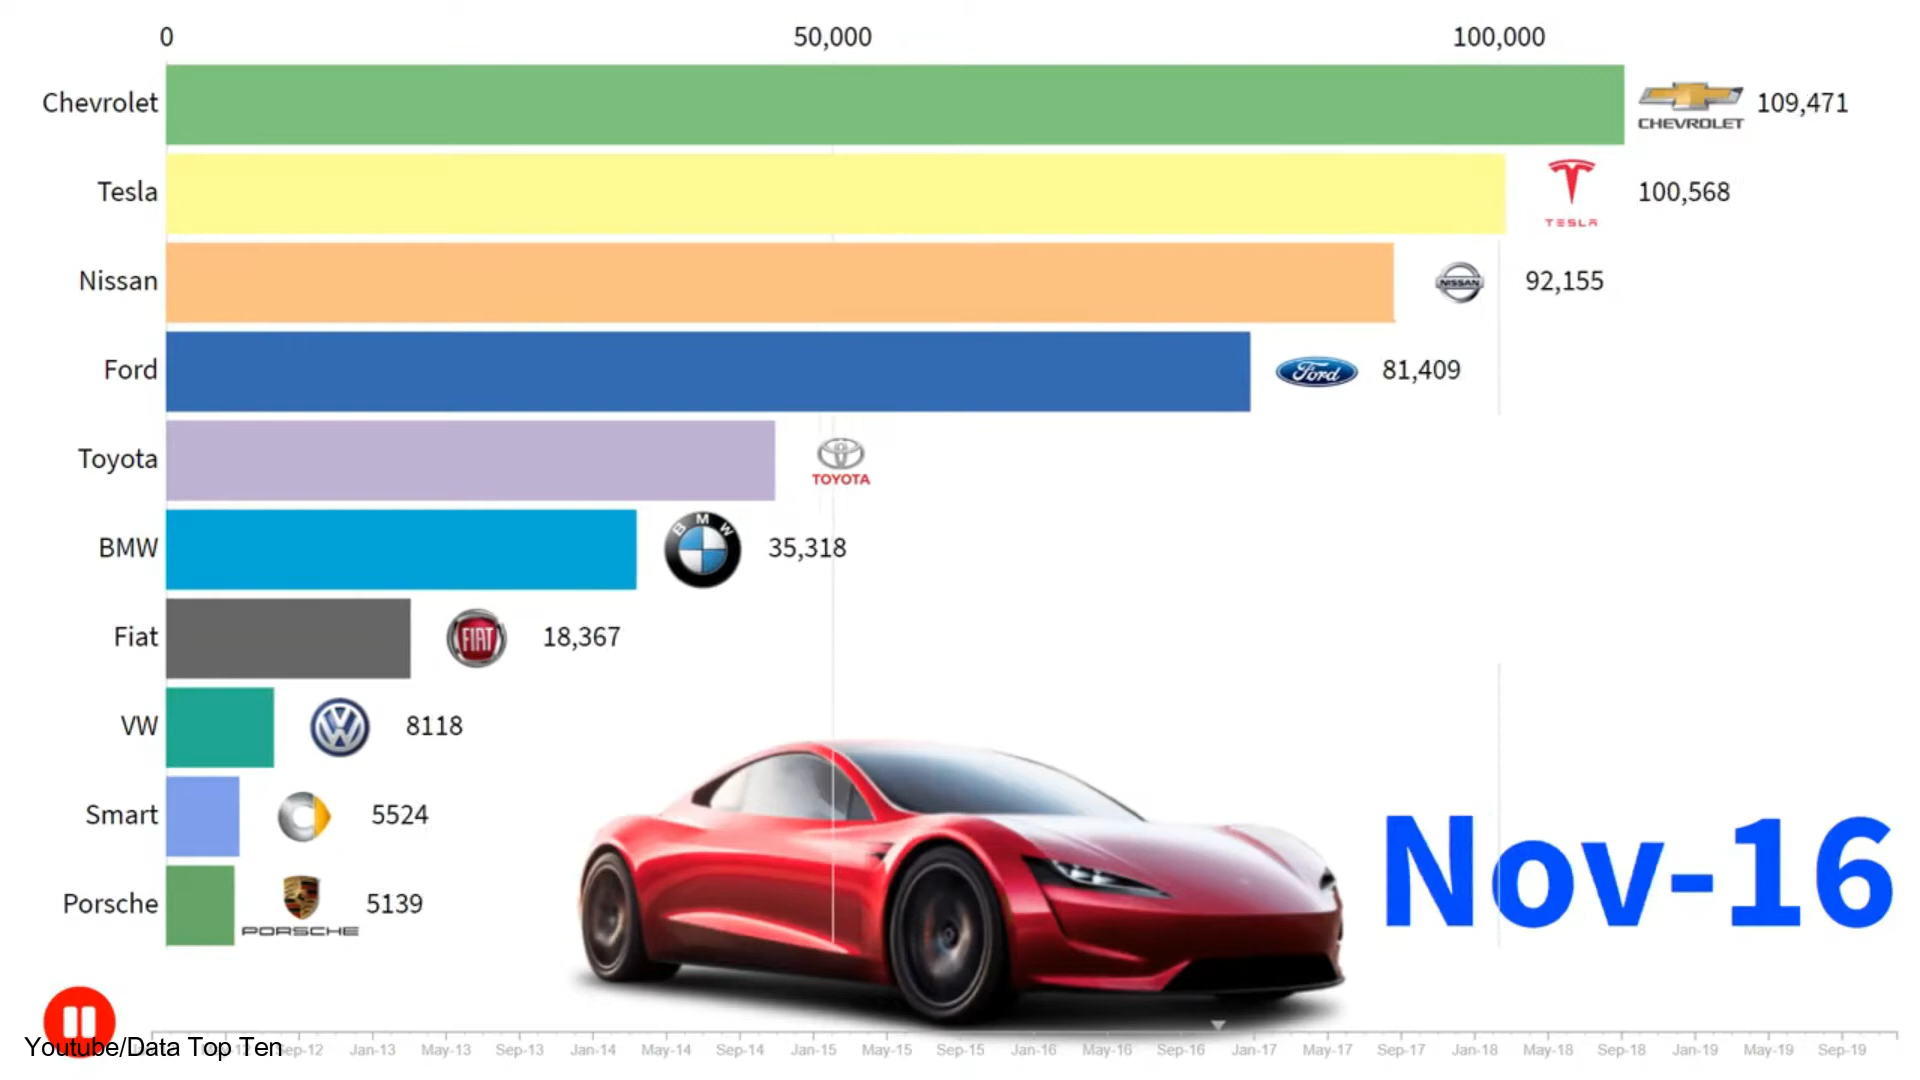 0 50,000 100,000
Chevrolet CHEVROLET 109,471
Tesla TESLA 100,568
Nissan NISSAN 92,155
Ford Ford 81,409
Toyota TOYOTA
BMW BMW 35,318
Fiat FIAT 18,367
VW 8118
Smart 5524
Porsche PORSCHE 5139
Nov-16
Youtube/Data Top Ten
Sep-12 Jan-13 May-13 Sep-13 Jan-14 May-14 Sep-14 Jan-15 May-15 Sep-15 Jan-16 May-16 Sep-16 Jan-17 May-17 Sep-17 Jan-18 May-18 Sep-18 Jan-19 May-19 Sep-19